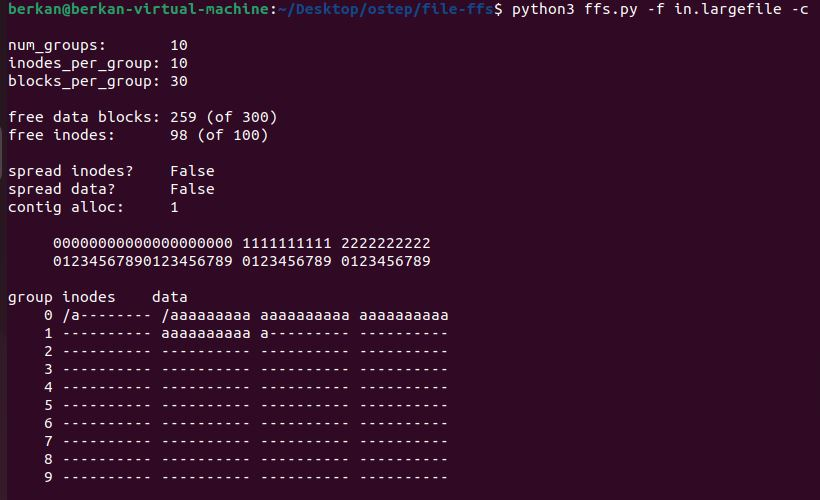 berkan@berkan-virtual-machine:~/Desktop/ostep/file-ffs$ python3 ffs.py -f in.largefile -c

num_groups:       10
inodes_per_group: 10
blocks_per_group: 30

free data blocks: 259 (of 300)
free inodes:      98 (of 100)

spread inodes?    False
spread data?      False
contig alloc:     1

     00000000000000000000 1111111111 2222222222
     01234567890123456789 0123456789 0123456789

group inodes    data
    0 /a-------- /aaaaaaaaa aaaaaaaaaa aaaaaaaaaa
    1 ---------- aaaaaaaaaa a--------- ----------
    2 ---------- ---------- ---------- ----------
    3 ---------- ---------- ---------- ----------
    4 ---------- ---------- ---------- ----------
    5 ---------- ---------- ---------- ----------
    6 ---------- ---------- ---------- ----------
    7 ---------- ---------- ---------- ----------
    8 ---------- ---------- ---------- ----------
    9 ---------- ---------- ---------- ----------